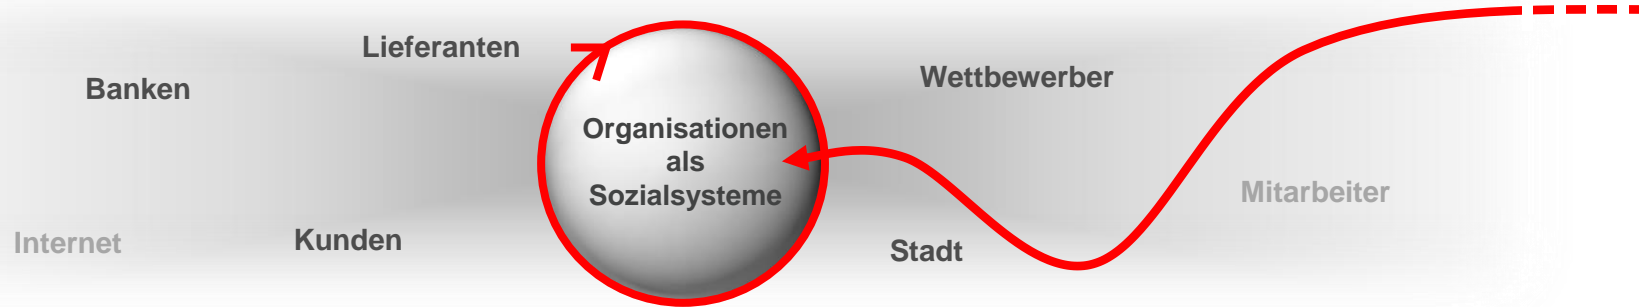 Lieferanten
Banken
Wettbewerber
Organisationen
als
Sozialsysteme
Mitarbeiter
Internet
Kunden
Stadt